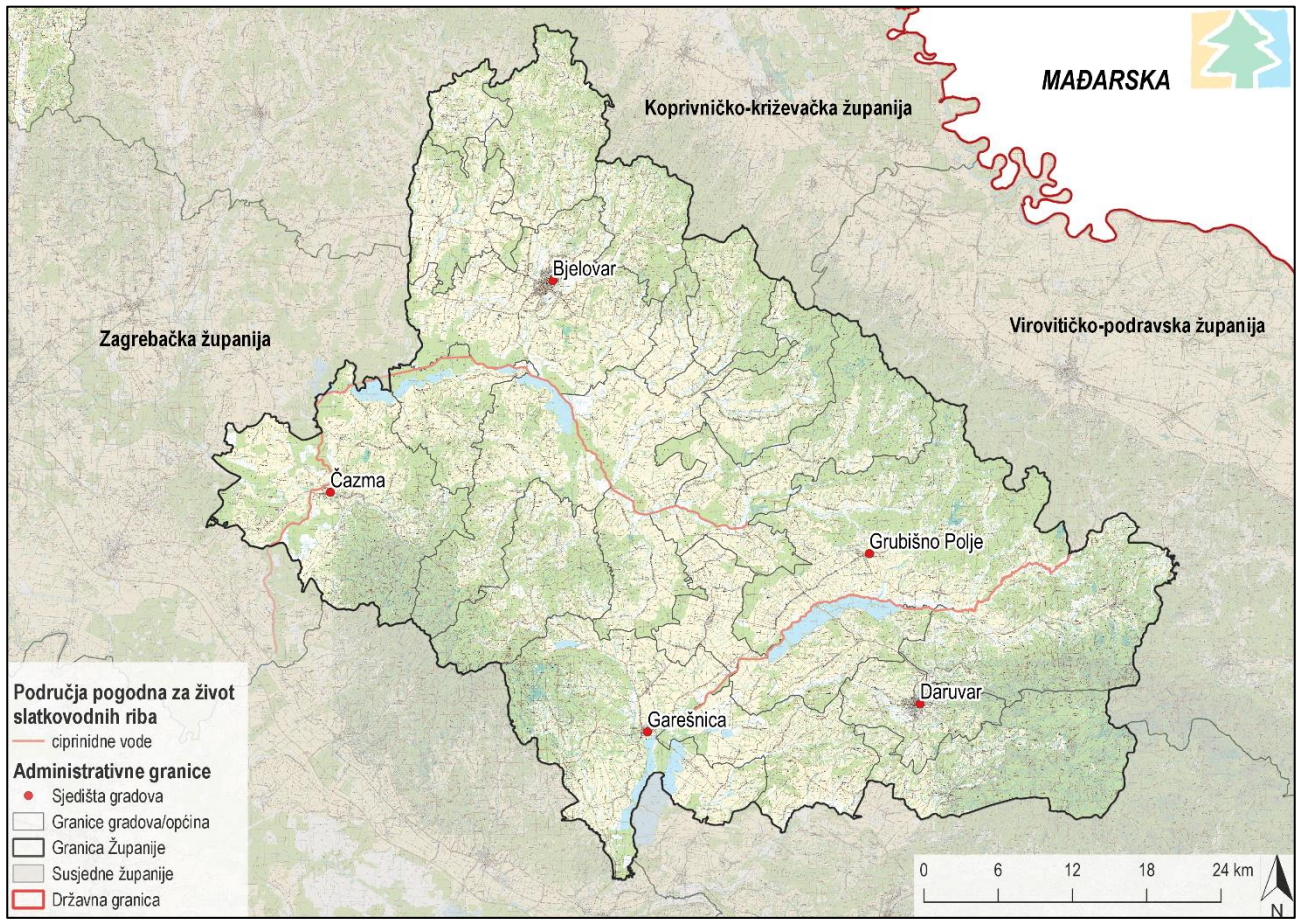 MAĐARSKA
Koprivničko-križevačka županija
Bjelovar
Zagrebačka županija
Virovitičko-podravska županija
Čazma
Grubišno Polje
Daruvar
Garešnica
Područja pogodna za život
slatkovodnih riba
ciprinidne vode
Administrativne granice
Sjedišta gradova
Granice gradova/općina
Granica Županije
Susjedne županije
Državna granica
0 6 12 18 24 km
N